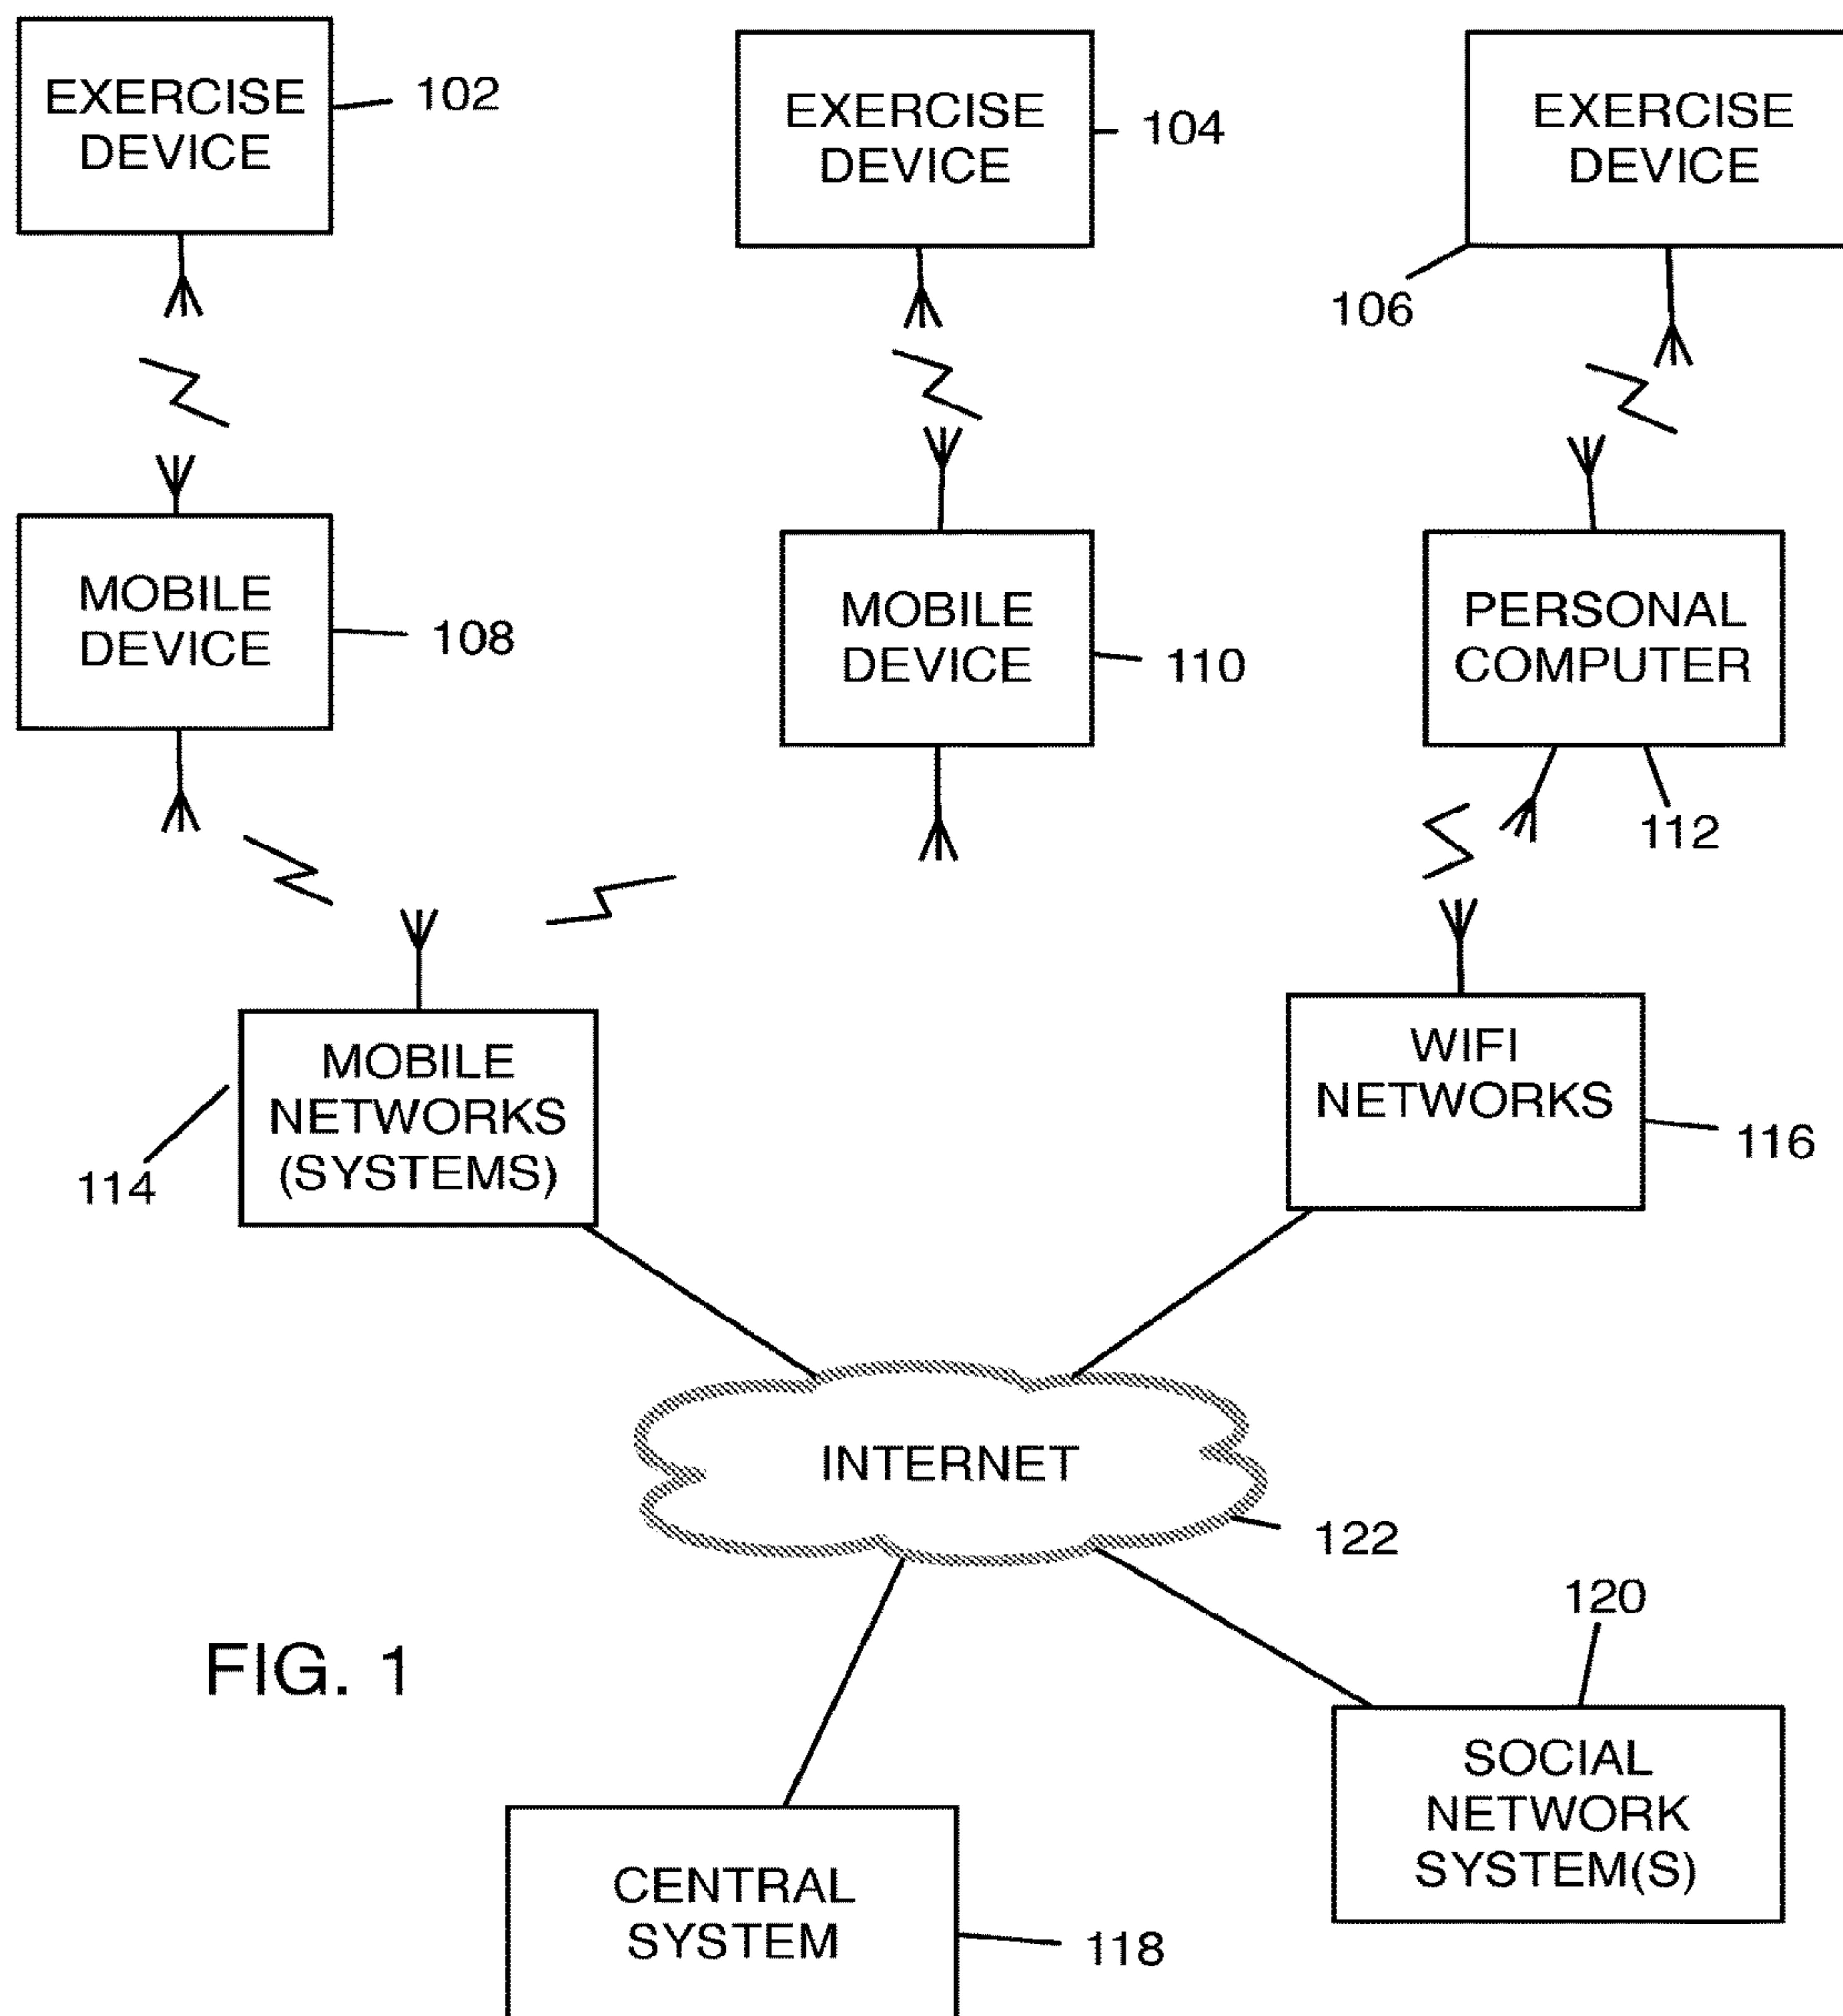 EXERCISE
DEVICE
102
EXERCISE
DEVICE
104
EXERCISE
DEVICE
106
MOBILE
DEVICE
108
MOBILE
DEVICE
110
PERSONAL
COMPUTER
112
MOBILE
NETWORKS
(SYSTEMS)
114
WIFI
NETWORKS
116
INTERNET
122
120
FIG. 1
SOCIAL
NETWORK
SYSTEM(S)
CENTRAL
SYSTEM
118